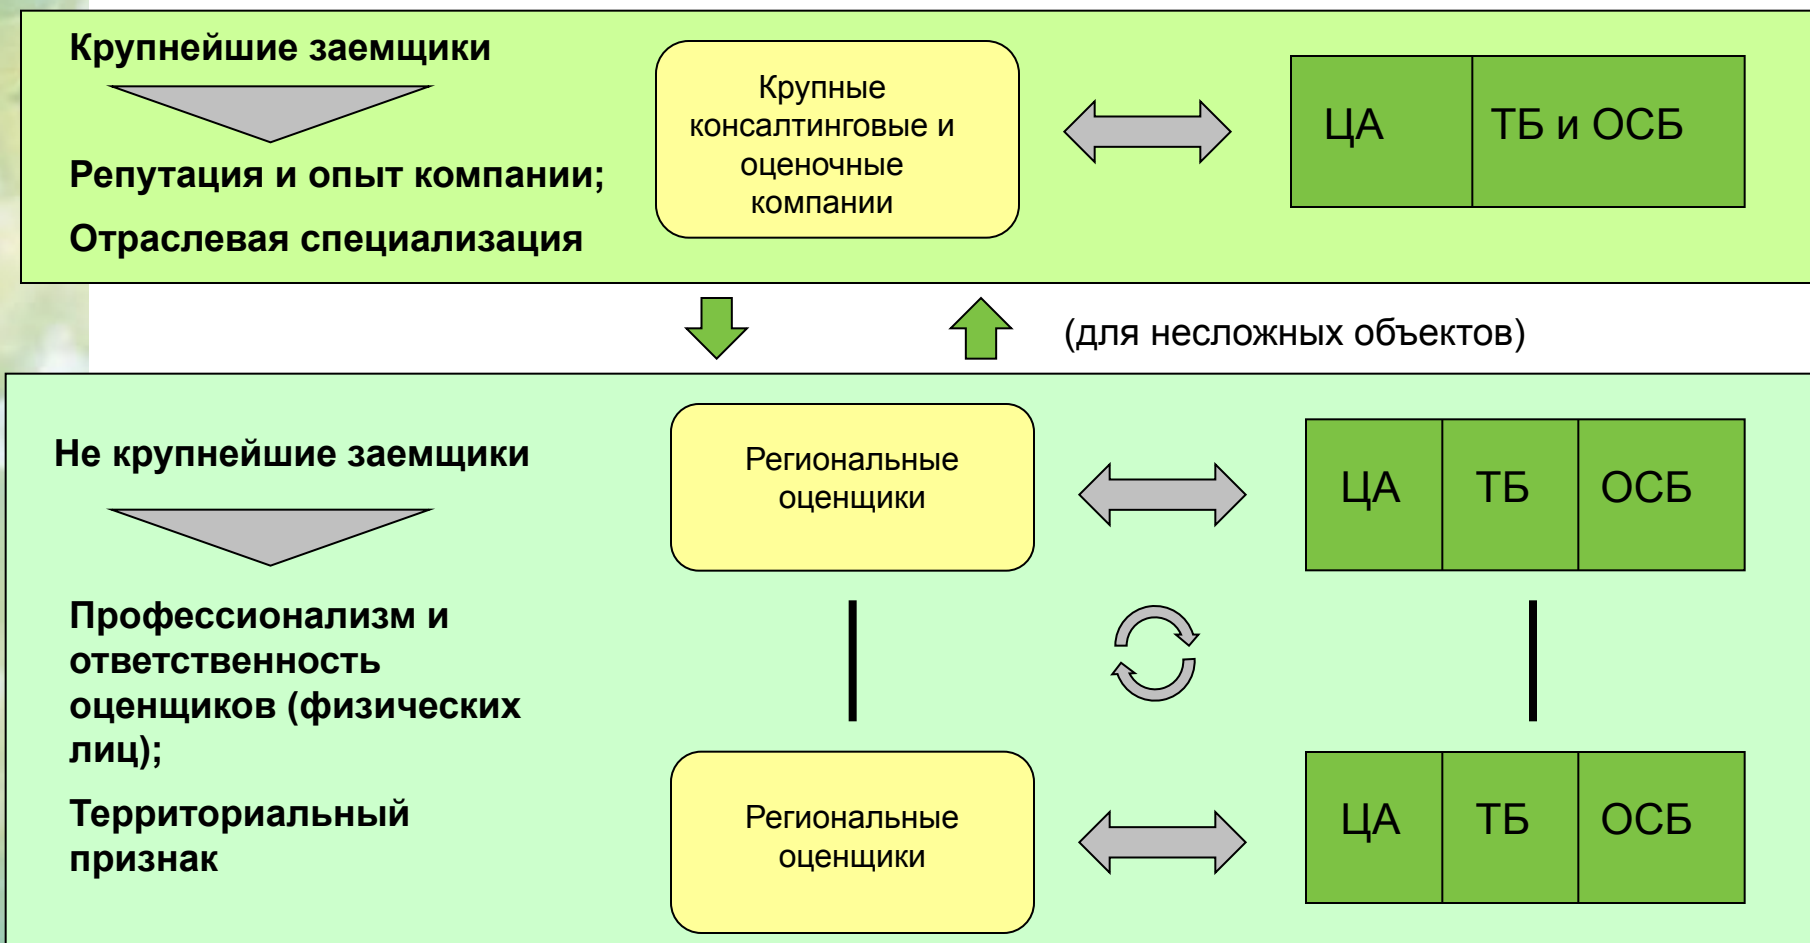 Крупнейшие заемщики
Репутация и опыт компании;
Отраслевая специализация
Крупные
консалтинговые и
оценочные
компании
ЦА
ТБ и ОСБ
(для несложных объектов)
Не крупнейшие заемщики
Профессионализм и
ответственность
оценщиков (физических
лиц);
Территориальный
признак
Региональные
оценщики
ЦА
ТБ
ОСБ
Региональные
оценщики
ЦА
ТБ
ОСБ